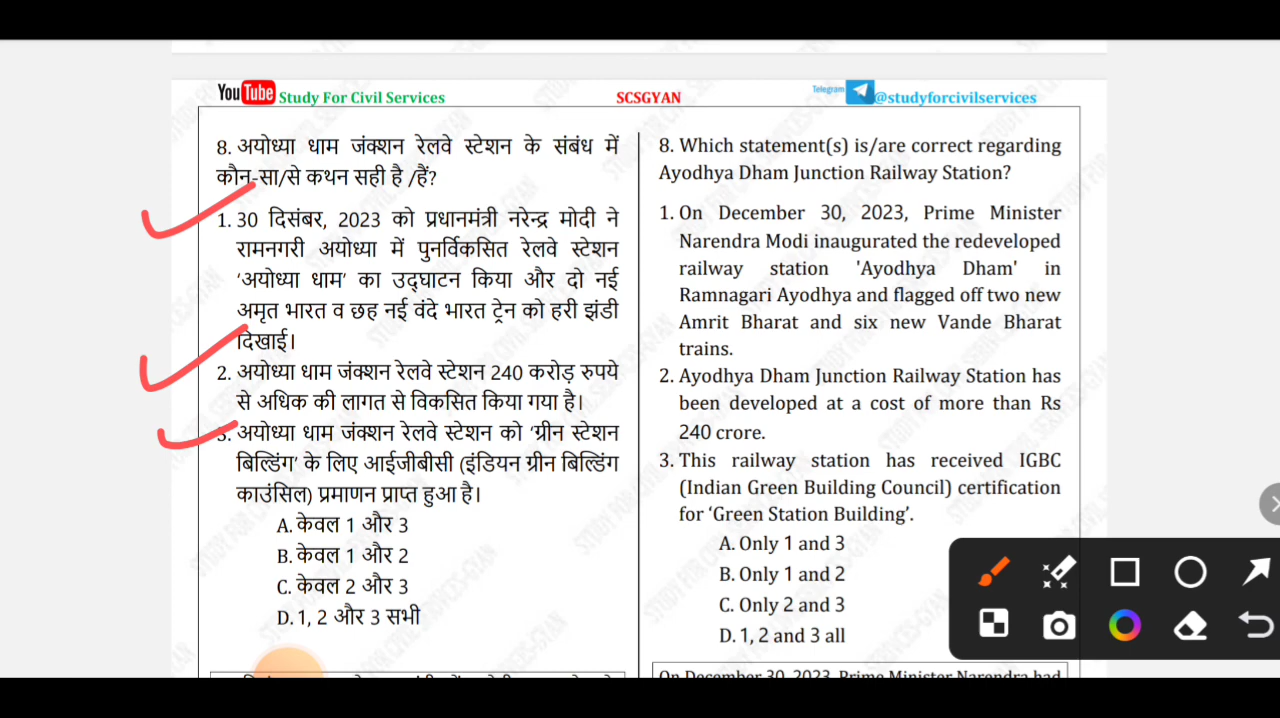 YouTube Study For Civil Services SCSGYAN Telegram @studyforcivilservices
8. अयोध्या धाम जंक्शन रेलवे स्टेशन के संबंध में
कौन-सा/से कथन सही है /हैं?
1. 30 दिसंबर, 2023 को प्रधानमंत्री नरेन्द्र मोदी ने
रामनगरी अयोध्या में पुनर्विकसित रेलवे स्टेशन
‘अयोध्या धाम’ का उद्घाटन किया और दो नई
अमृत भारत व छह नई वंदे भारत ट्रेन को हरी झंडी
दिखाई।
2. अयोध्या धाम जंक्शन रेलवे स्टेशन 240 करोड़ रुपये
से अधिक की लागत से विकसित किया गया है।
3. अयोध्या धाम जंक्शन रेलवे स्टेशन को ‘ग्रीन स्टेशन
बिल्डिंग’ के लिए आईजीबीसी (इंडियन ग्रीन बिल्डिंग
काउंसिल) प्रमाणन प्राप्त हुआ है।
A. केवल 1 और 3
B. केवल 1 और 2
C. केवल 2 और 3
D. 1, 2 और 3 सभी
8. Which statement(s) is/are correct regarding
Ayodhya Dham Junction Railway Station?
1. On December 30, 2023, Prime Minister
Narendra Modi inaugurated the redeveloped
railway station 'Ayodhya Dham' in
Ramnagari Ayodhya and flagged off two new
Amrit Bharat and six new Vande Bharat
trains.
2. Ayodhya Dham Junction Railway Station has
been developed at a cost of more than Rs
240 crore.
3. This railway station has received IGBC
(Indian Green Building Council) certification
for ‘Green Station Building’.
A. Only 1 and 3
B. Only 1 and 2
C. Only 2 and 3
D. 1, 2 and 3 all
On December 30, 2023, Prime Minister Narendra had